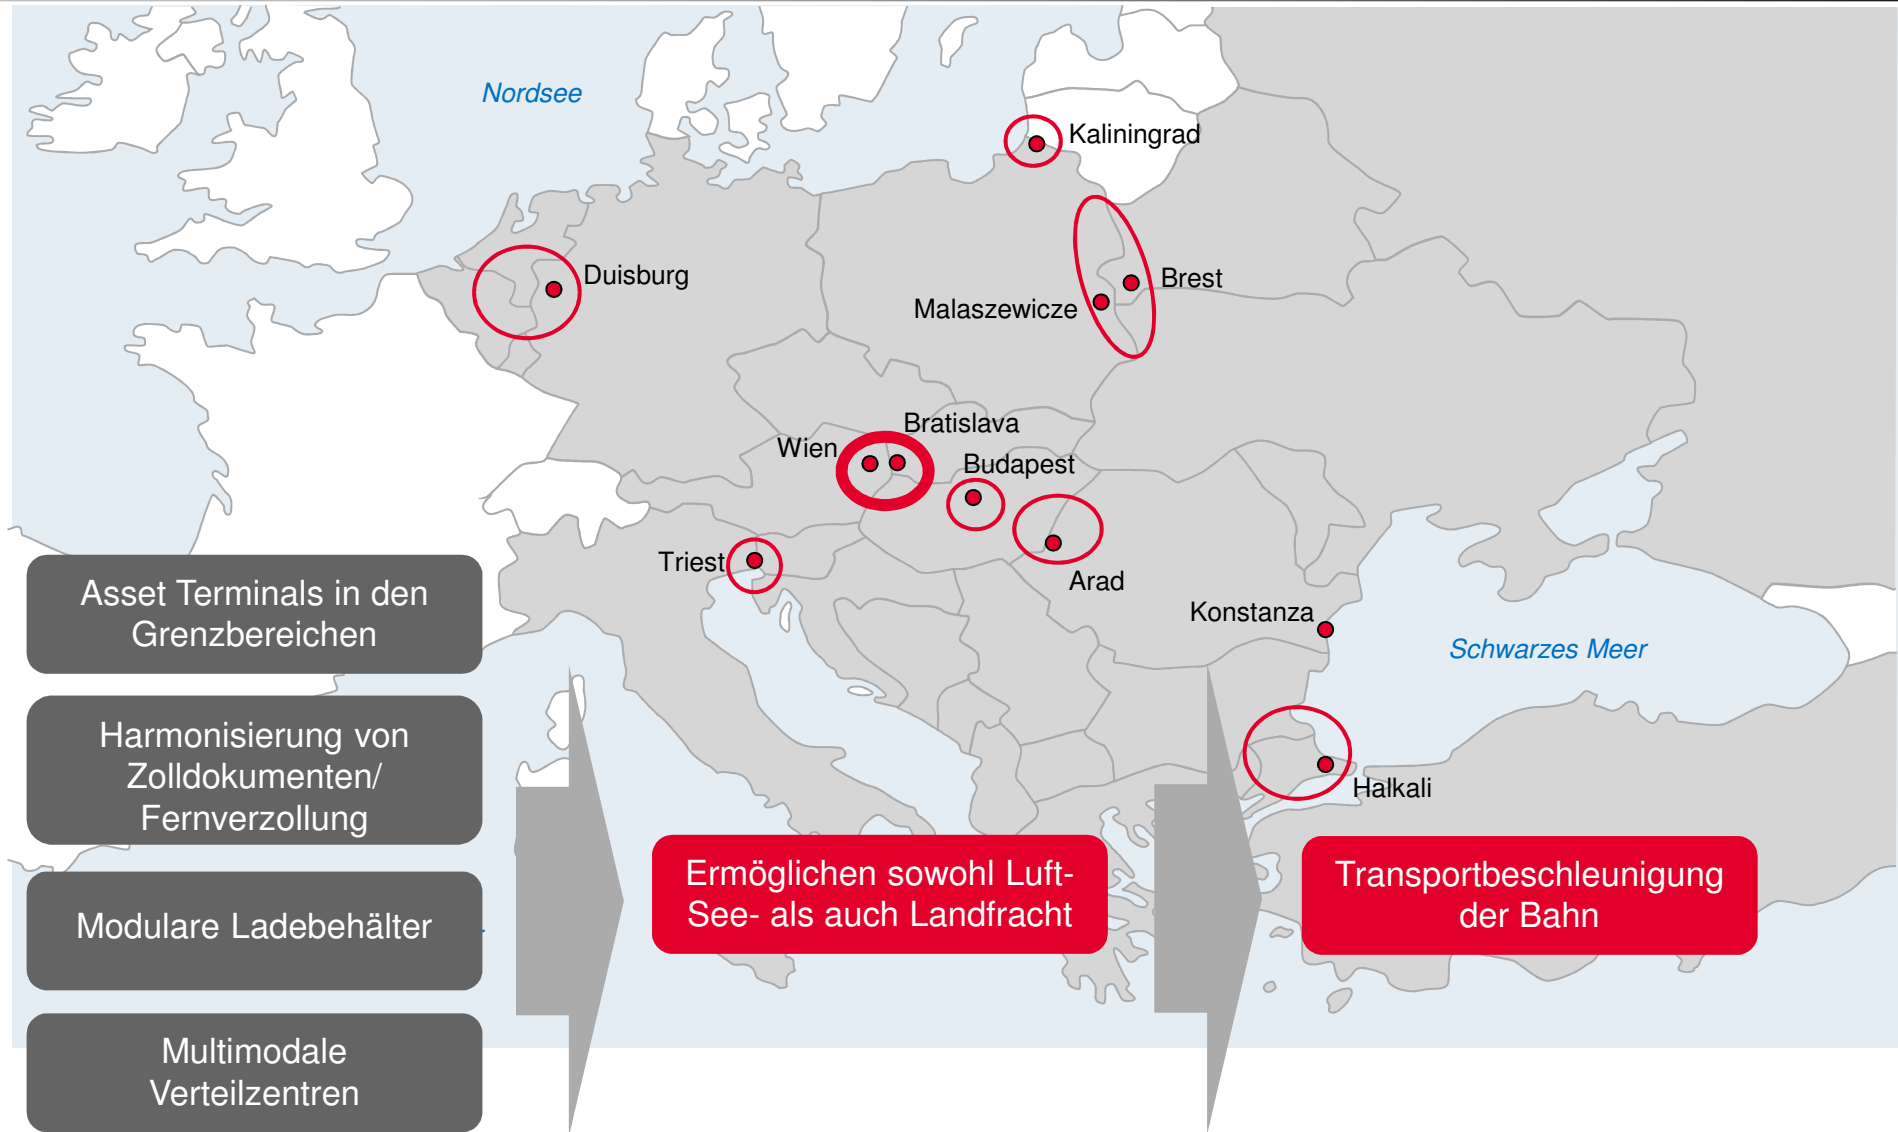 Nordsee
Kaliningrad
Duisburg
Brest
Malaszewicze
Bratislava
Wien
Budapest
Triest
Arad
Konstanza
Schwarzes Meer
Halkali
Asset Terminals in den
Grenzbereichen
Harmonisierung von
Zolldokumenten/
Fernverzollung
Modulare Ladebehälter
Multimodale
Verteilzentren
Ermöglichen sowohl Luft-
See- als auch Landfracht
Transportbeschleunigung
der Bahn